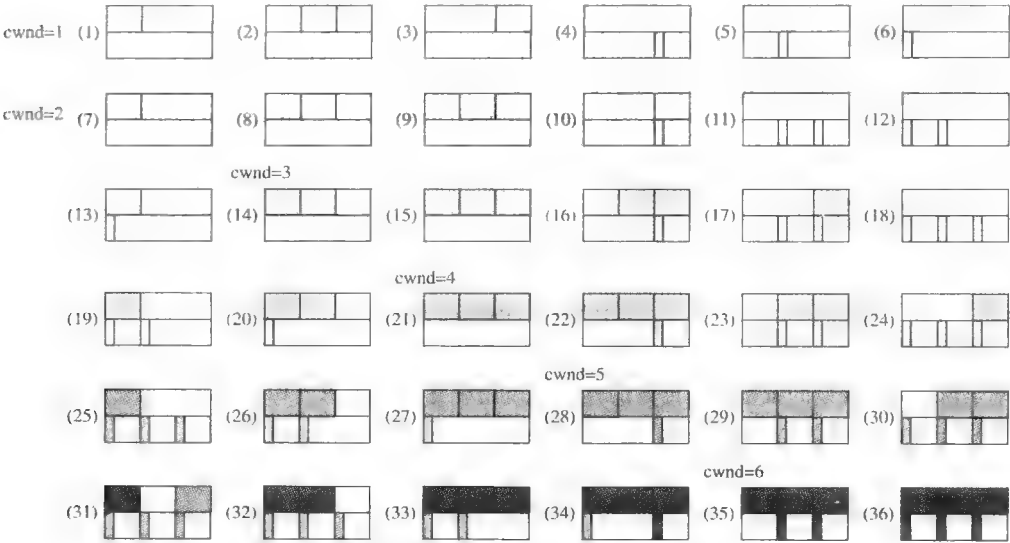 cwnd=1 (1) (2) (3) (4) (5) (6)
cwnd=2 (7) (8) (9) (10) (11) (12)
cwnd=3
(13) (14) (15) (16) (17) (18)
cwnd=4
(19) (20) (21) (22) (23) (24)
cwnd=5
(25) (26) (27) (28) (29) (30)
cwnd=6
(31) (32) (33) (34) (35) (36)